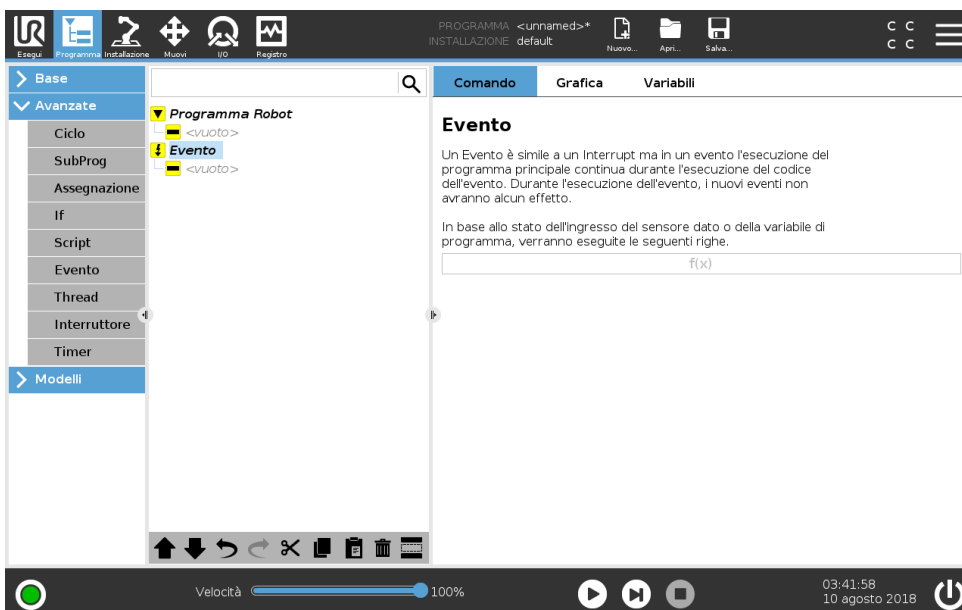 UR
PROGRAMMA <unnamed>*
INSTALLAZIONE default
Esegui Programma Installazione Muovi I/O Registro
Nuovo... Apri... Salva...
C C
C C
Base
Avanzate
Ciclo
SubProg
Assegnazione
If
Script
Evento
Thread
Interruttore
Timer
Modelli
Programma Robot
<vuoto>
Evento
<vuoto>
Comando Grafica Variabili
Evento
Un Evento è simile a un Interrupt ma in un evento l'esecuzione del
programma principale continua durante l'esecuzione del codice
dell'evento. Durante l'esecuzione dell'evento, i nuovi eventi non
avranno alcun effetto.
In base allo stato dell'ingresso del sensore dato o della variabile di
programma, verranno eseguite le seguenti righe.
f(x)
Velocità 100%
03:41:58
10 agosto 2018